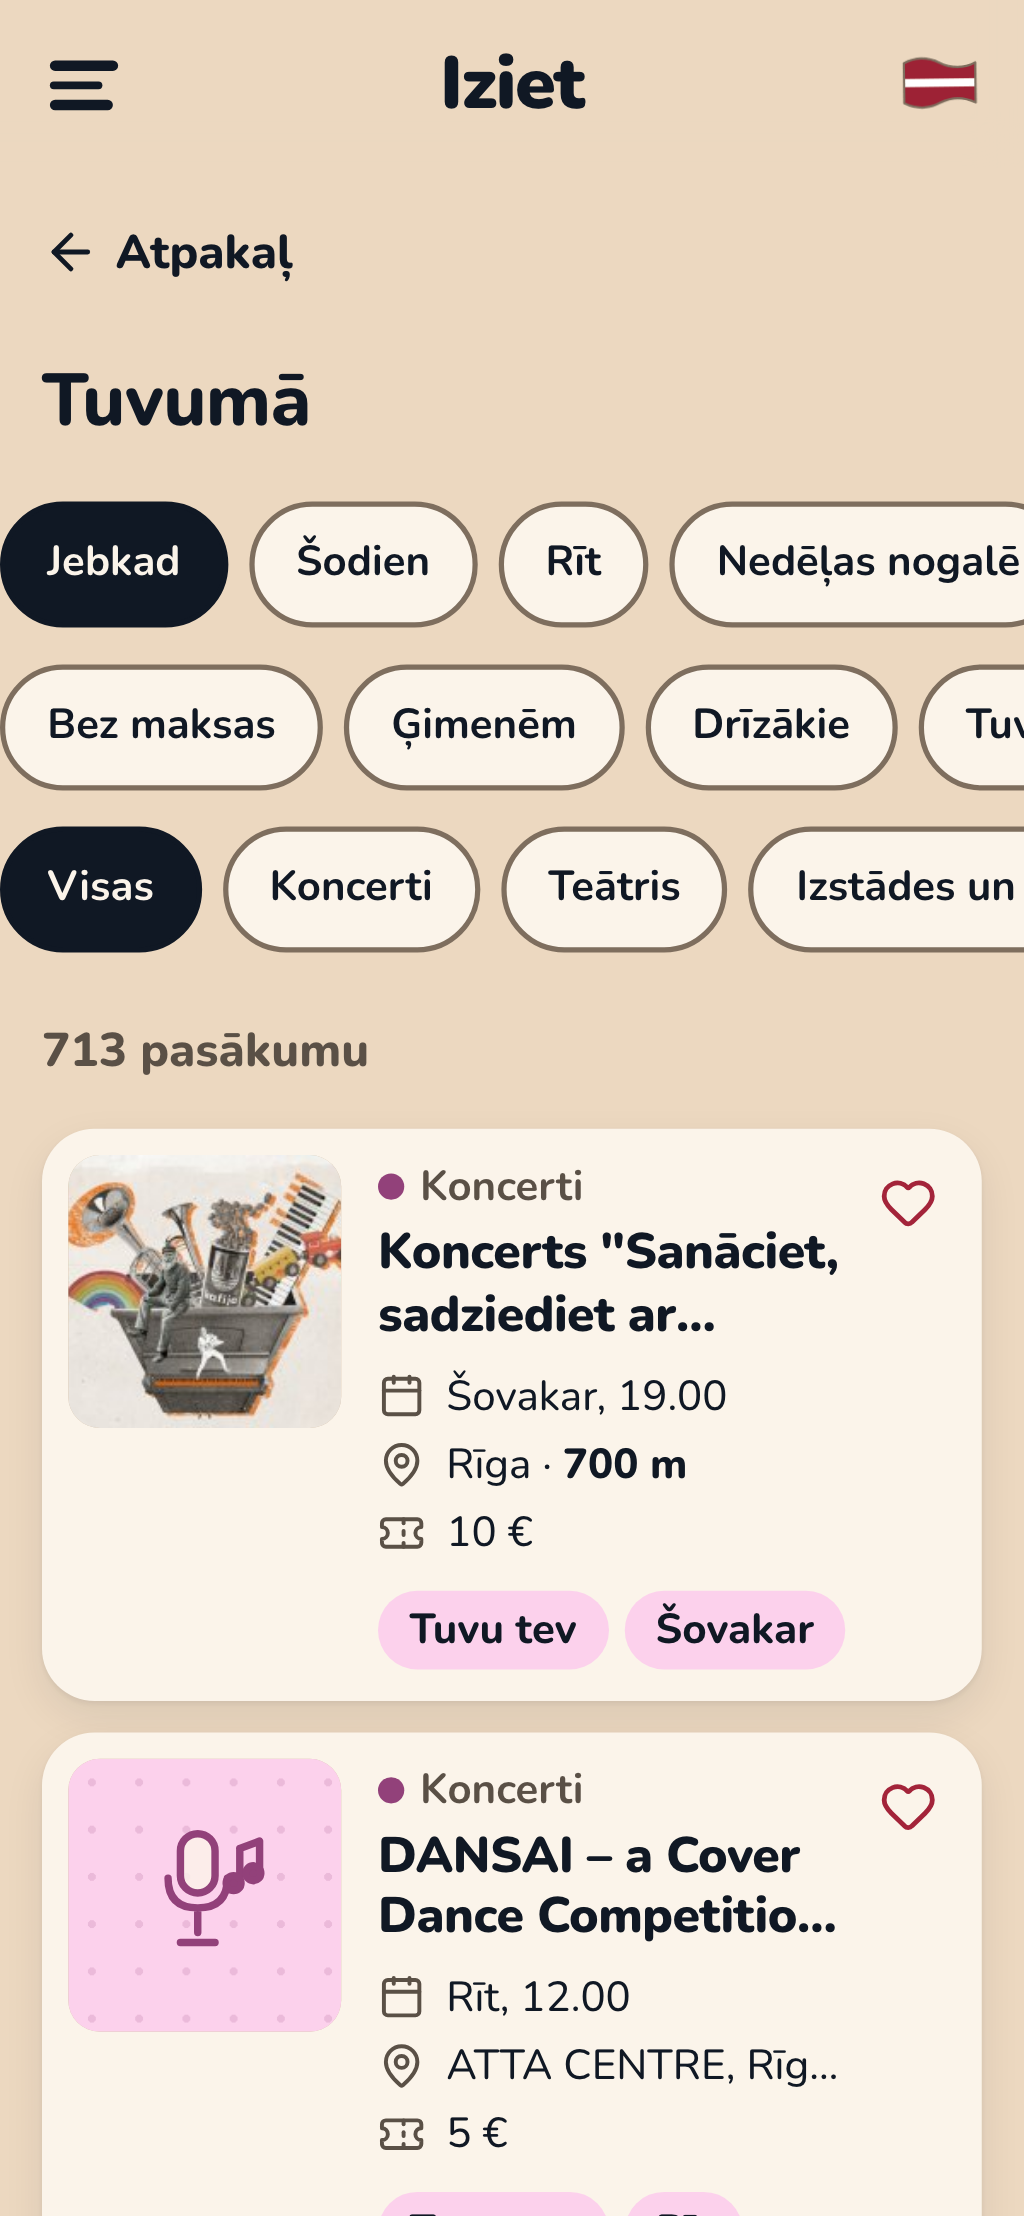 Iziet
Atpakaļ
Tuvumā
Jebkad Šodien Rīt Nedēļas nogalē
Bez maksas Ģimenēm Drīzākie
Visas Koncerti Teātris Izstādes un
713 pasākumu
Koncerti
Koncerts "Sanāciet,
sadziediet ar...
Šovakar, 19.00
Rīga · 700 m
10 €
Tuvu tev Šovakar
Koncerti
DANSAI – a Cover
Dance Competitio...
Rīt, 12.00
ATTA CENTRE, Rīg...
5 €